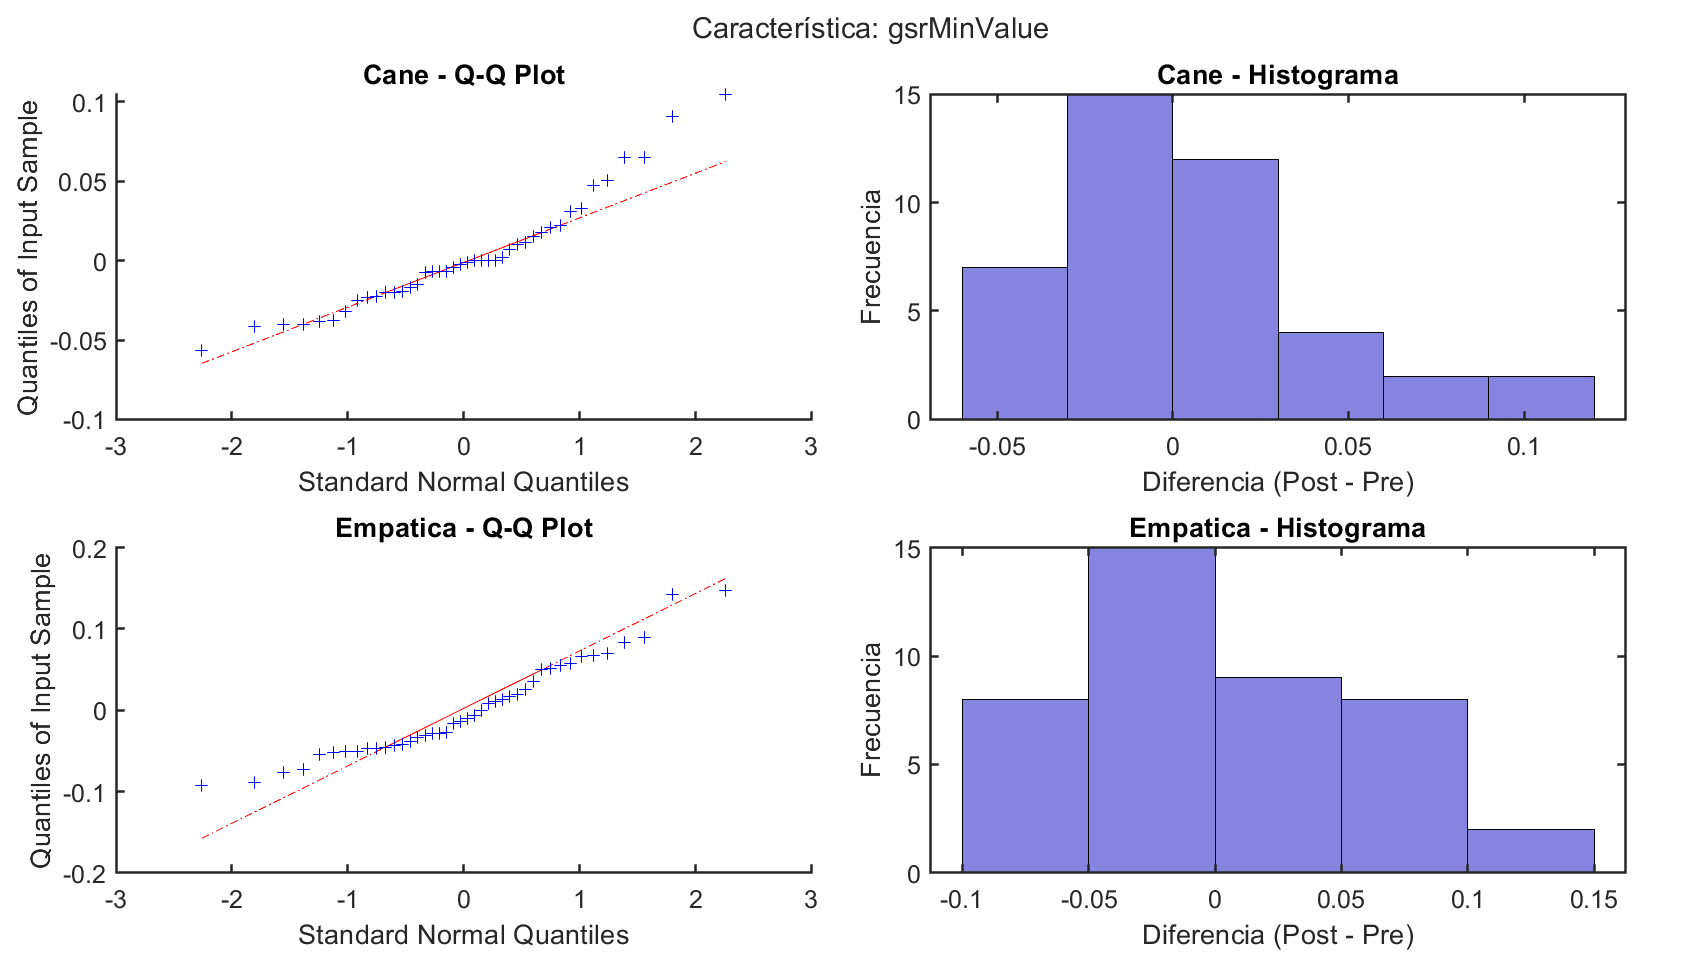 Característica: gsrMinValue
Cane - Q-Q Plot
Quantiles of Input Sample
0.1
0.05
0
-0.05
-0.1
-3 -2 -1 0 1 2 3
Standard Normal Quantiles
Cane - Histograma
Frecuencia
15
10
5
0
-0.05 0 0.05 0.1
Diferencia (Post - Pre)
Empatica - Q-Q Plot
Quantiles of Input Sample
0.2
0.1
0
-0.1
-0.2
-3 -2 -1 0 1 2 3
Standard Normal Quantiles
Empatica - Histograma
Frecuencia
15
10
5
0
-0.1 -0.05 0 0.05 0.1 0.15
Diferencia (Post - Pre)